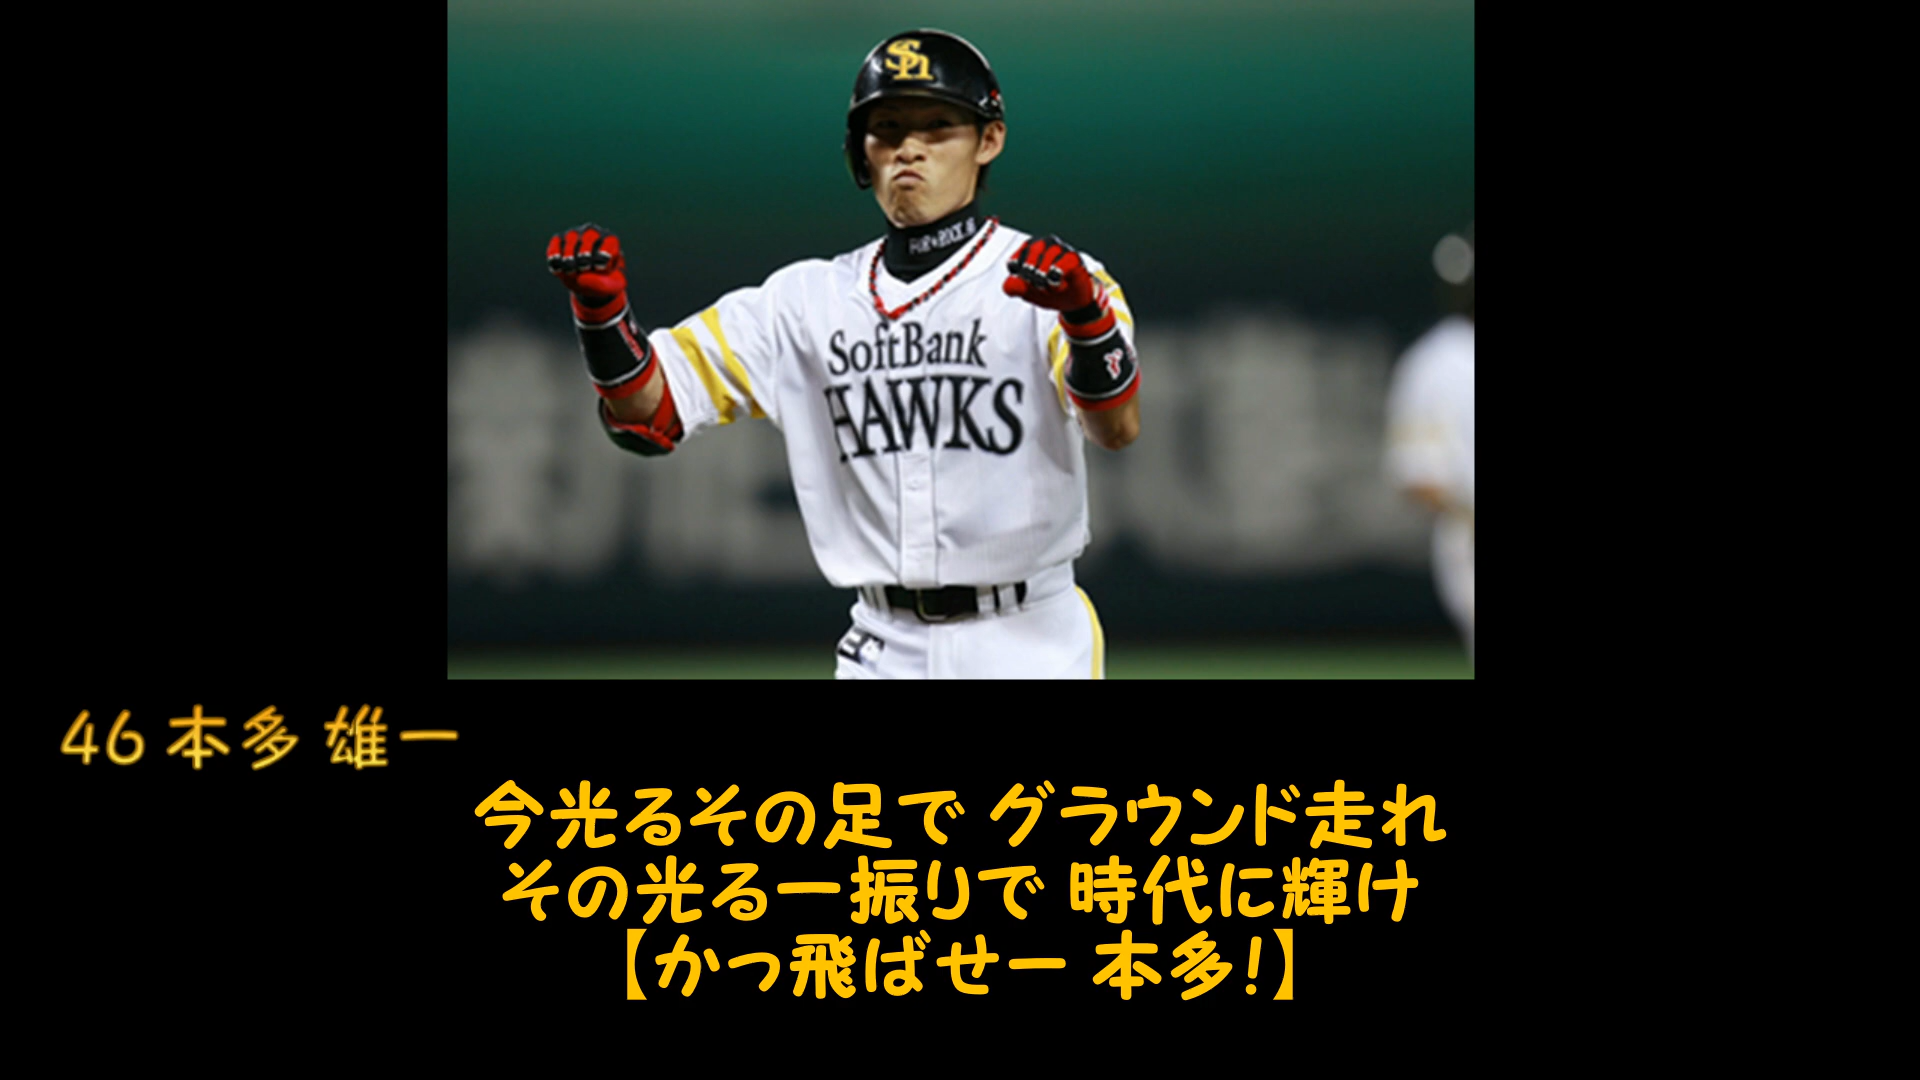 Sh
SoftBank
HAWKS
46 本多 雄一
今光るその足で グラウンド走れ
その光る一振りで 時代に輝け
【かっ飛ばせー 本多!】